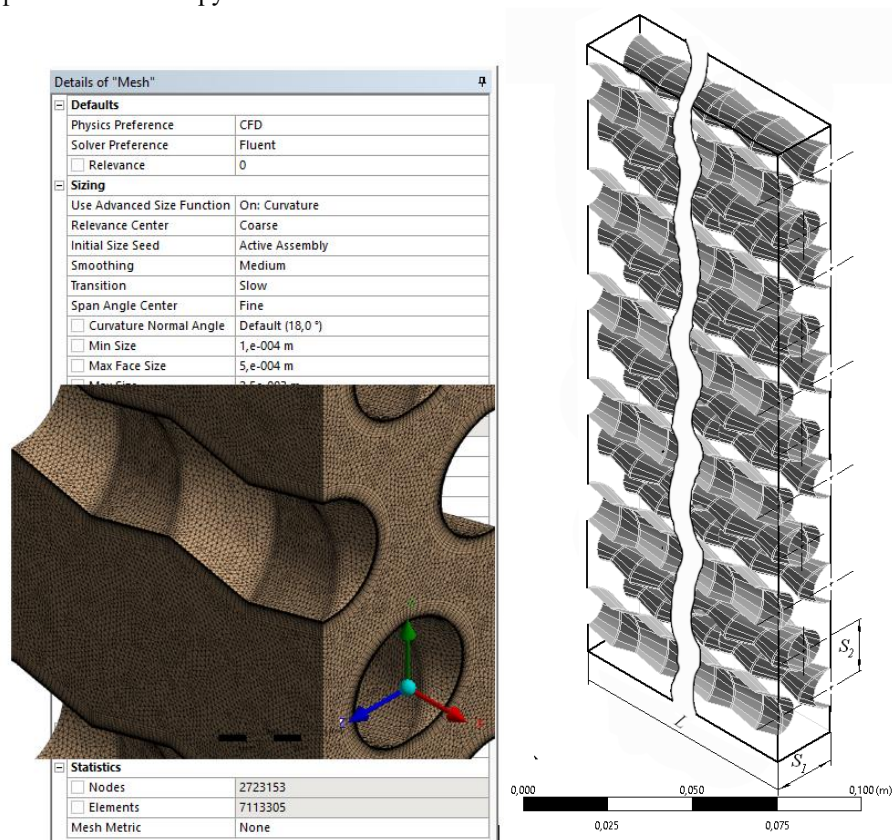 Details of "Mesh"
Defaults
Physics Preference CFD
Solver Preference Fluent
Relevance 0
Sizing
Use Advanced Size Function On: Curvature
Relevance Center Coarse
Initial Size Seed Active Assembly
Smoothing Medium
Transition Slow
Span Angle Center Fine
Curvature Normal Angle Default (18,0 °)
Min Size 1,e-004 m
Max Face Size 5,e-004 m
Statistics
Nodes 2723153
Elements 7113305
Mesh Metric None
S2
L
S1
0,000 0,050 0,100 (m)
0,025 0,075